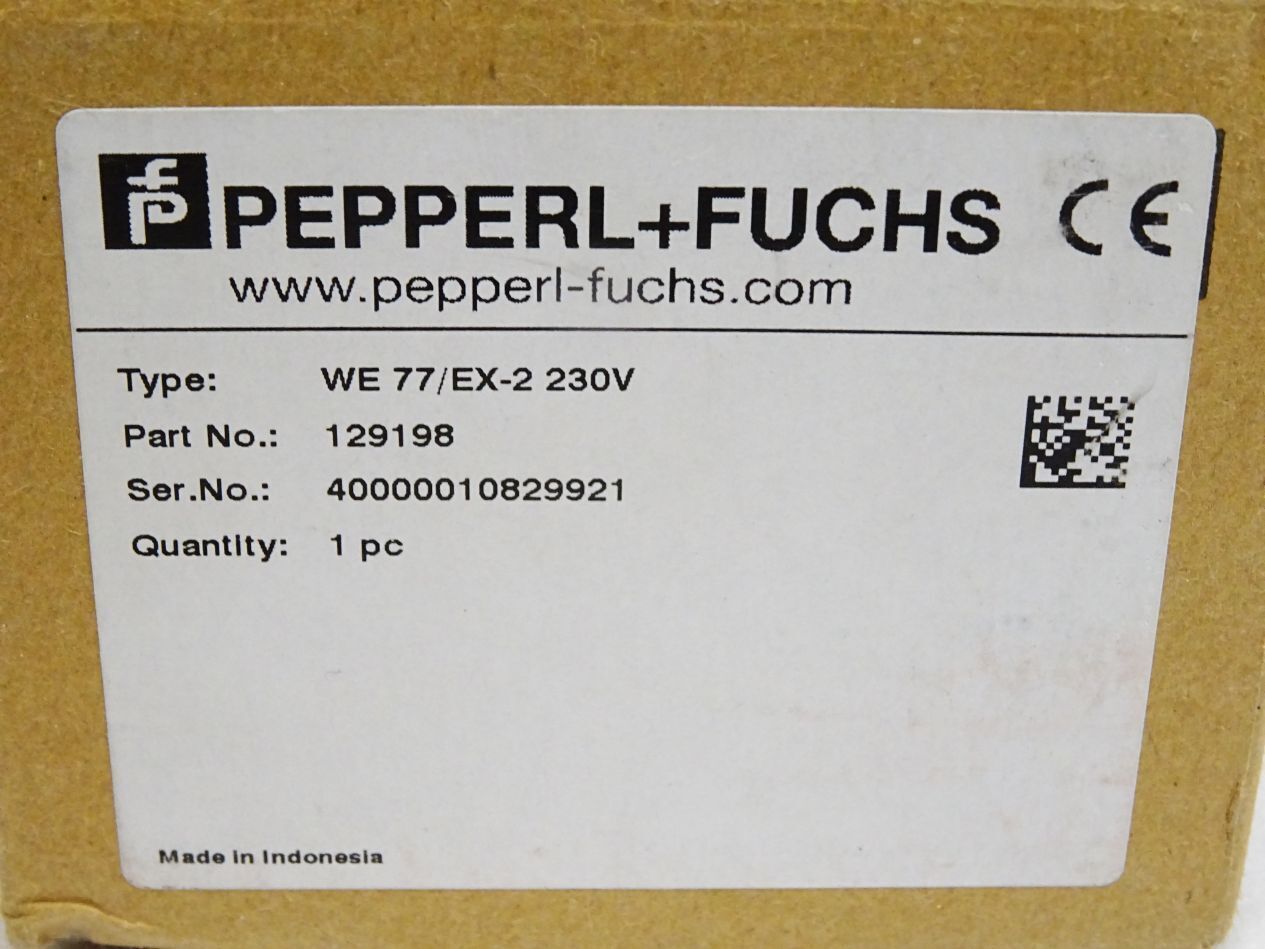 fp PEPPERL+FUCHS CE
www.pepperl-fuchs.com
Type: WE 77/EX-2 230V
Part No.: 129198
Ser.No.: 40000010829921
Quantity: 1 pc
Made in Indonesia